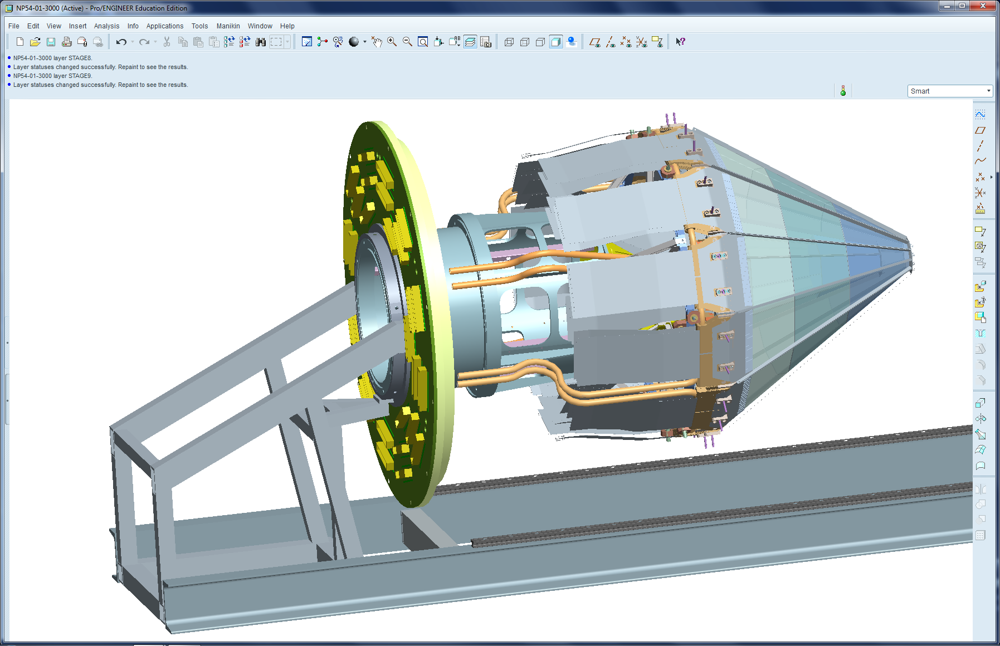 NP54-01-3000 (Active) - Pro/ENGINEER Education Edition
File Edit View Insert Analysis Info Applications Tools Manikin Window Help
AB
?
NP54-01-3000 layer STAGE8.
Layer statuses changed successfully. Repaint to see the results.
NP54-01-3000 layer STAGE9.
Layer statuses changed successfully. Repaint to see the results.
Smart